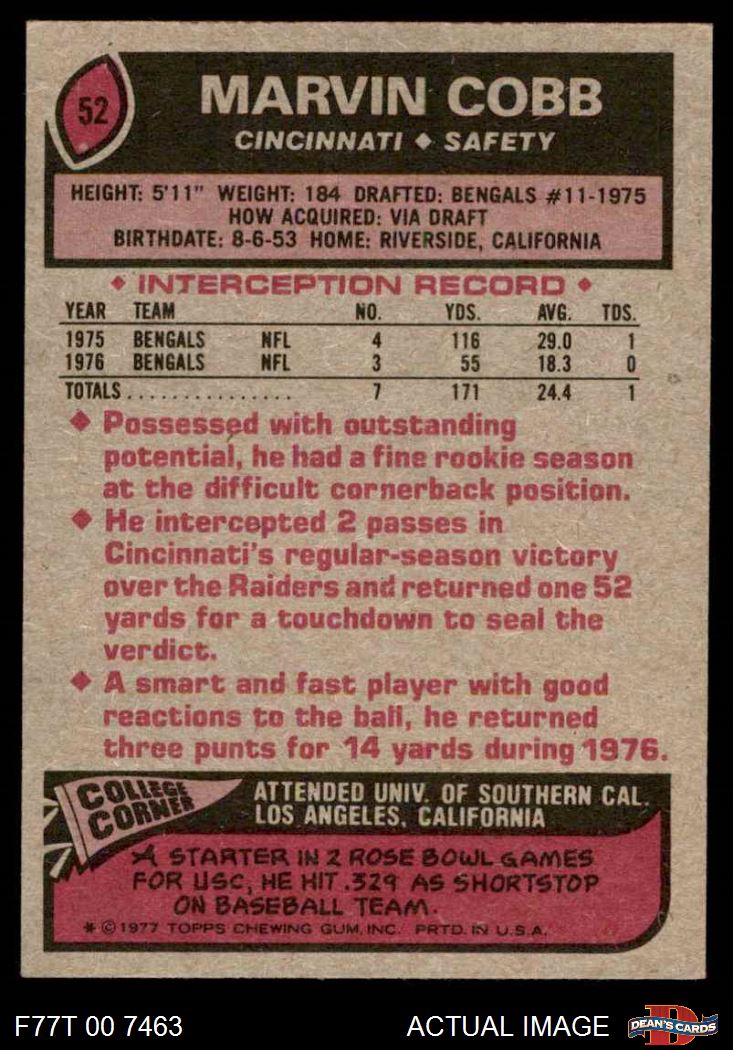 52
MARVIN COBB
CINCINNATI ◆ SAFETY
HEIGHT: 5'11" WEIGHT: 184 DRAFTED: BENGALS #11-1975
HOW ACQUIRED: VIA DRAFT
BIRTHDATE: 8-6-53 HOME: RIVERSIDE, CALIFORNIA
◆ INTERCEPTION RECORD ◆
YEAR TEAM NO. YDS. AVG. TDS.
1975 BENGALS NFL 4 116 29.0 1
1976 BENGALS NFL 3 55 18.3 0
TOTALS................ 7 171 24.4 1
◆ Possessed with outstanding
potential, he had a fine rookie season
at the difficult cornerback position.
◆ He intercepted 2 passes in
Cincinnati's regular-season victory
over the Raiders and returned one 52
yards for a touchdown to seal the
verdict.
◆ A smart and fast player with good
reactions to the ball, he returned
three punts for 14 yards during 1976.
COLLEGE
CORNER
ATTENDED UNIV. OF SOUTHERN CAL.
LOS ANGELES, CALIFORNIA
A STARTER IN 2 ROSE BOWL GAMES
FOR USC, HE HIT .329 AS SHORTSTOP
ON BASEBALL TEAM.
* © 1977 TOPPS CHEWING GUM, INC. PRTD. IN U.S.A.
F77T 00 7463
ACTUAL IMAGE
D
DEAN'S CARDS